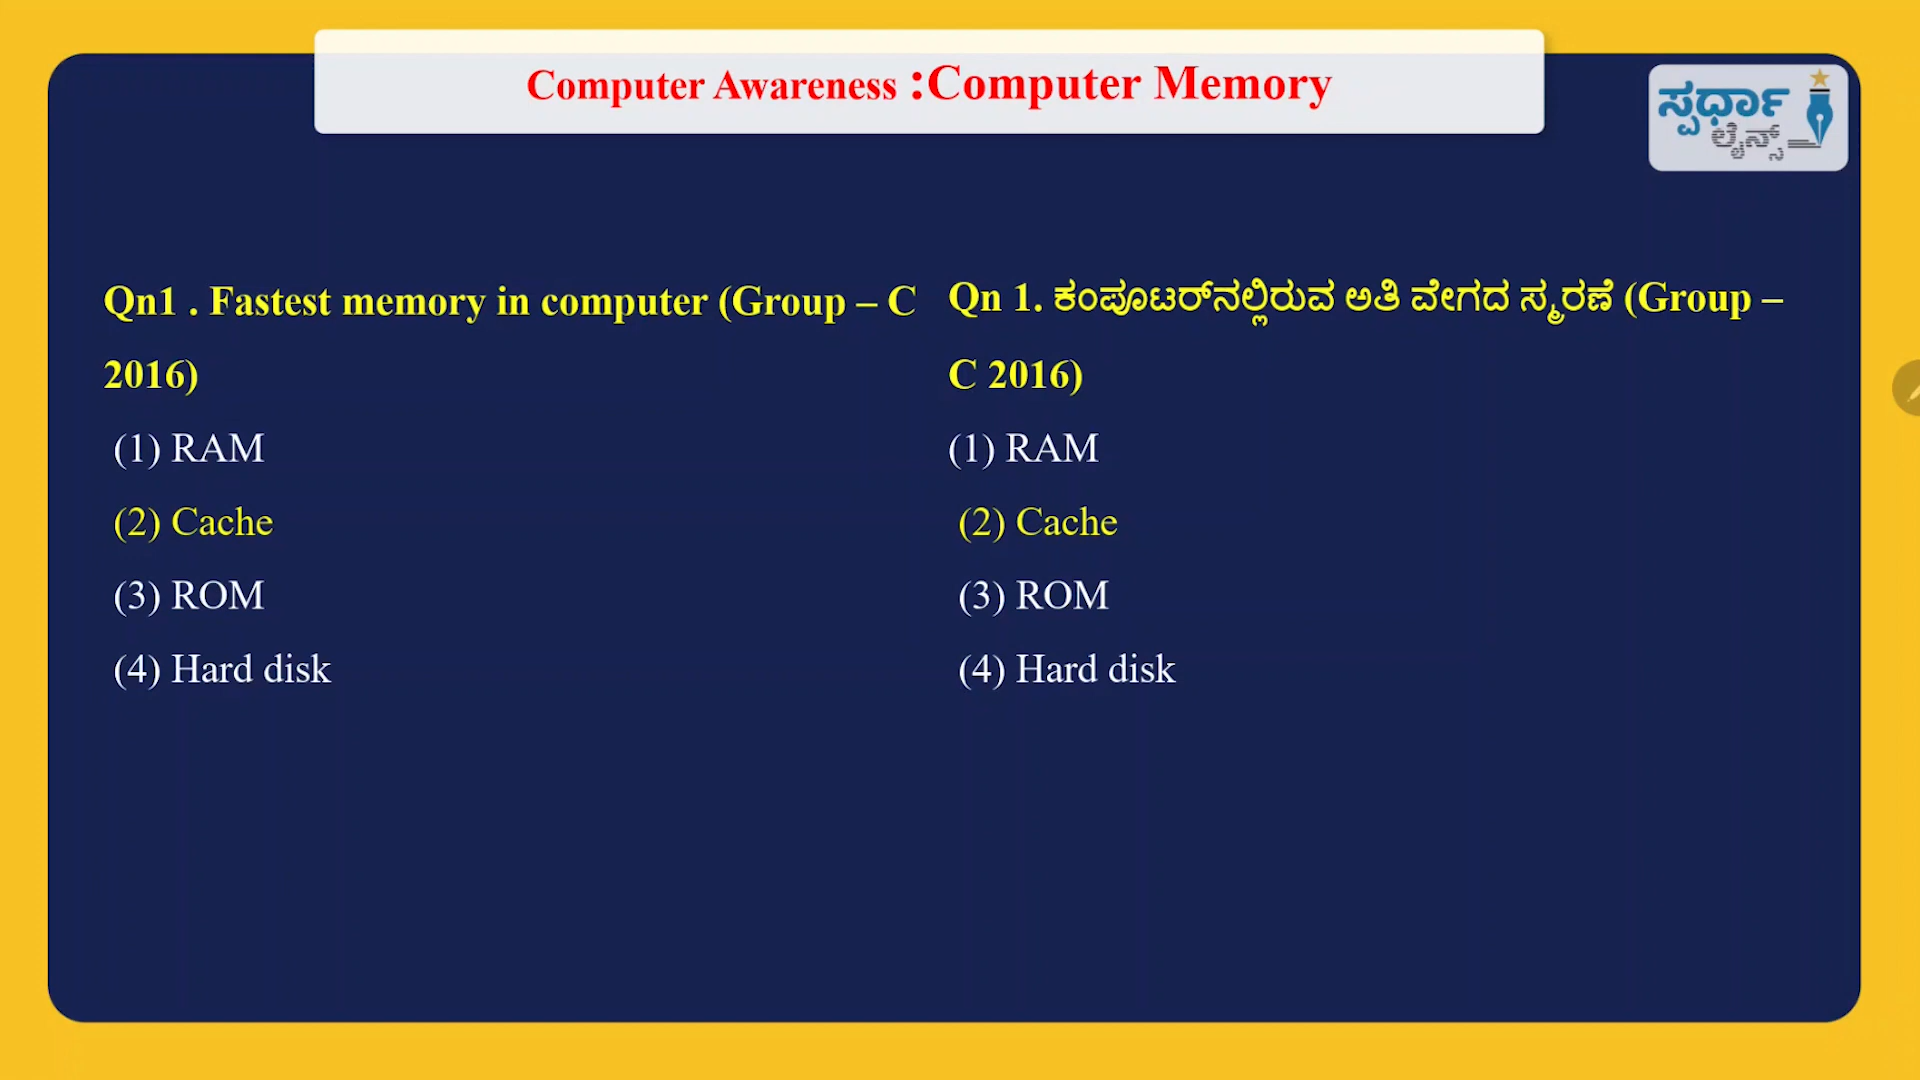 Computer Awareness :Computer Memory
ಸ್ಪರ್ಧಾ
ಲೈನ್ಸ್
Qn1 . Fastest memory in computer (Group – C
2016)
(1) RAM
(2) Cache
(3) ROM
(4) Hard disk
Qn 1. ಕಂಪೂಟರ್‌ನಲ್ಲಿರುವ ಅತಿ ವೇಗದ ಸ್ಮರಣೆ (Group –
C 2016)
(1) RAM
(2) Cache
(3) ROM
(4) Hard disk